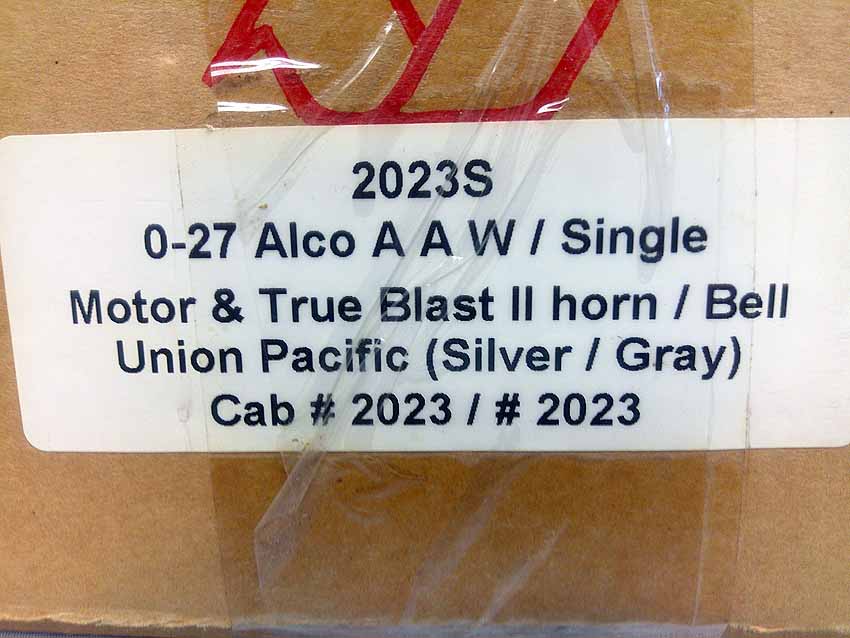 2023S
0-27 Alco A A W / Single
Motor & True Blast II horn / Bell
Union Pacific (Silver / Gray)
Cab # 2023 / # 2023